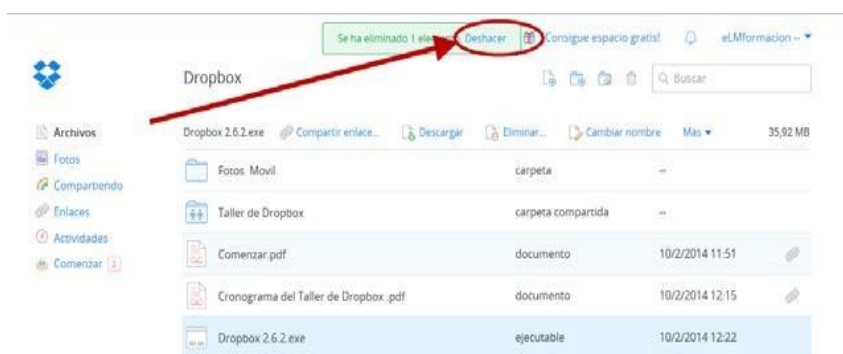 Se ha eliminado 1 elemento Deshacer Consigue espacio gratis! eLMformacion --
Dropbox
Buscar
Archivos
Fotos
Compartiendo
Enlaces
Actividades
Comenzar 2
Dropbox 2.6.2.exe Compartir enlace... Descargar Eliminar... Cambiar nombre Más 35,92 MB
Fotos Movil carpeta --
Taller de Dropbox carpeta compartida --
Comenzar.pdf documento 10/2/2014 11:51
Cronograma del Taller de Dropbox .pdf documento 10/2/2014 12:15
Dropbox 2.6.2.exe ejecutable 10/2/2014 12:22